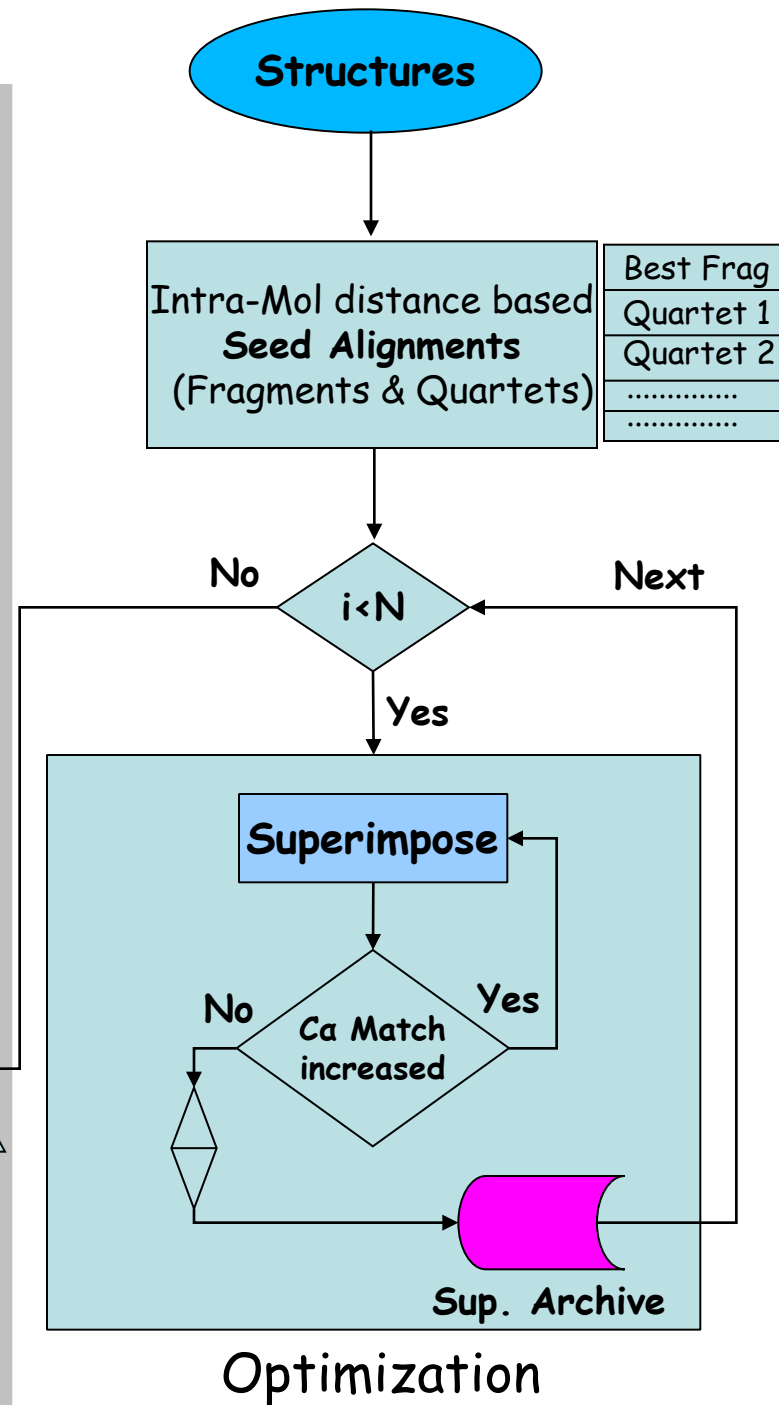 Structures
Intra-Mol distance based
Seed Alignments
(Fragments & Quartets)
Best Frag
Quartet 1
Quartet 2
..............
..............
No
i<N
Next
Yes
Superimpose
No
Yes
Ca Match
increased
Sup. Archive
Optimization